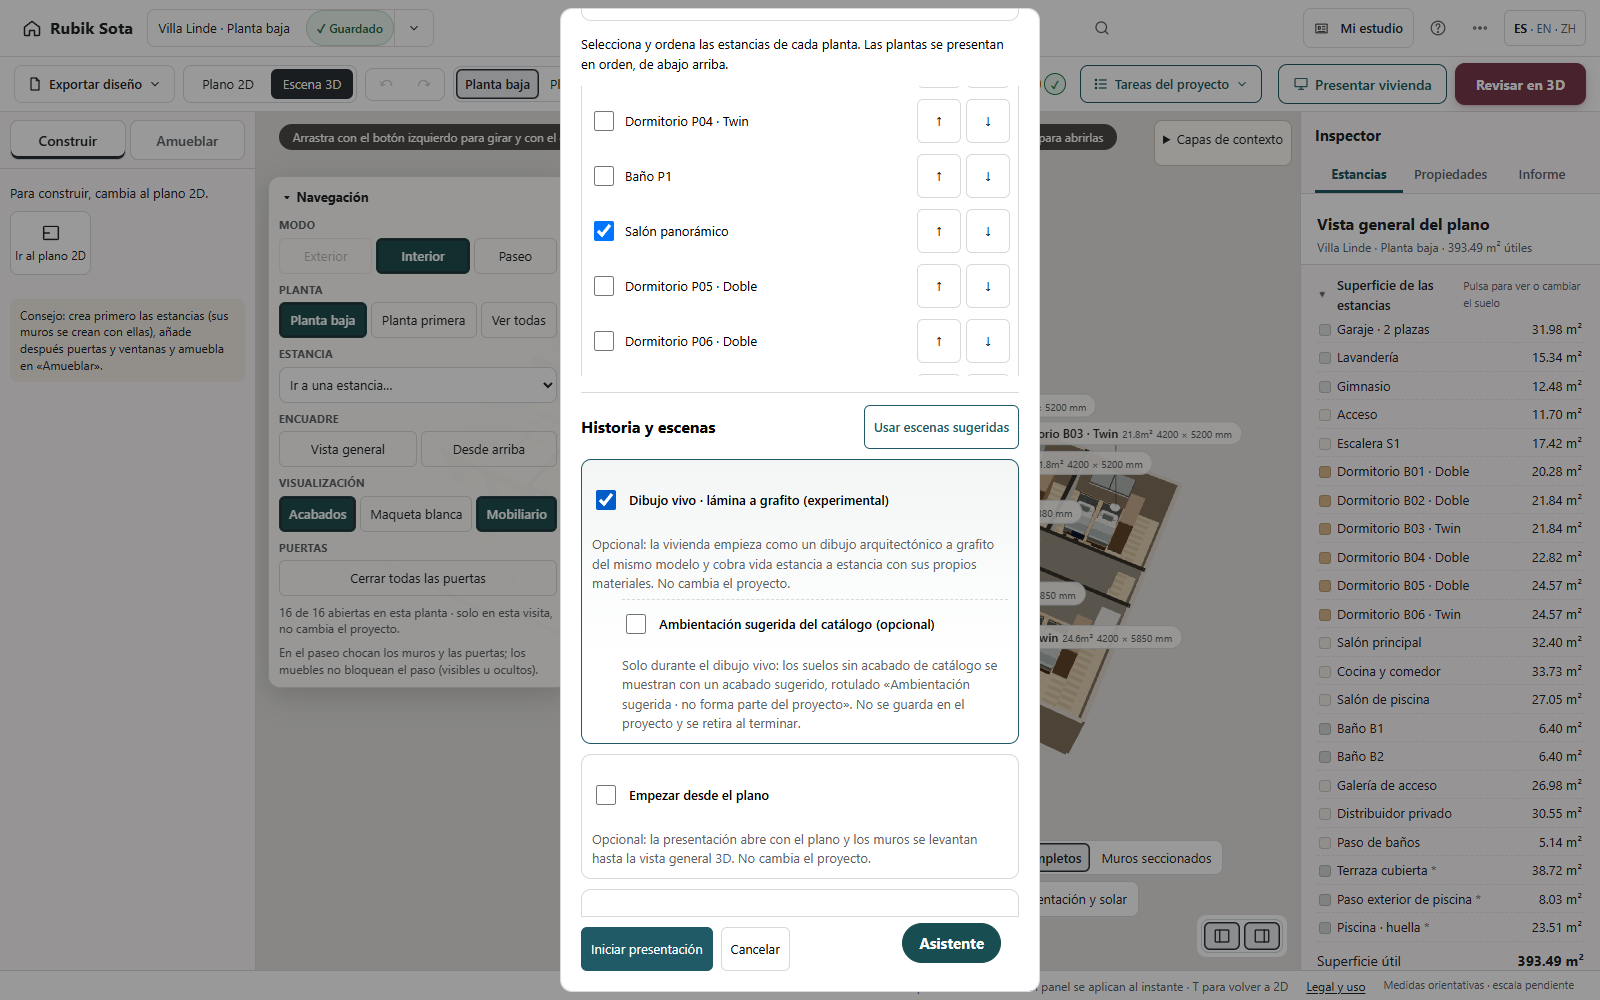 Rubik Sota
Villa Linde · Planta baja
✓ Guardado
Mi estudio
ES · EN · ZH
Exportar diseño
Plano 2D
Escena 3D
Planta baja
Tareas del proyecto
Presentar vivienda
Revisar en 3D
Construir
Amueblar
Para construir, cambia al plano 2D.
Ir al plano 2D
Consejo: crea primero las estancias (sus
muros se crean con ellas), añade
después puertas y ventanas y amuebla
en «Amueblar».
Arrastra con el botón izquierdo para girar y con el
para abrirlas
Capas de contexto
Navegación
MODO
Exterior
Interior
Paseo
PLANTA
Planta baja
Planta primera
Ver todas
ESTANCIA
Ir a una estancia...
ENCUADRE
Vista general
Desde arriba
VISUALIZACIÓN
Acabados
Maqueta blanca
Mobiliario
PUERTAS
Cerrar todas las puertas
16 de 16 abiertas en esta planta · solo en esta visita,
no cambia el proyecto.
En el paseo chocan los muros y las puertas; los
muebles no bloquean el paso (visibles u ocultos).
Selecciona y ordena las estancias de cada planta. Las plantas se presentan
en orden, de abajo arriba.
Dormitorio P04 · Twin ↑ ↓
Baño P1 ↑ ↓
Salón panorámico ↑ ↓
Dormitorio P05 · Doble ↑ ↓
Dormitorio P06 · Doble ↑ ↓
Historia y escenas
Usar escenas sugeridas
Dibujo vivo · lámina a grafito (experimental)
Opcional: la vivienda empieza como un dibujo arquitectónico a grafito
del mismo modelo y cobra vida estancia a estancia con sus propios
materiales. No cambia el proyecto.
Ambientación sugerida del catálogo (opcional)
Solo durante el dibujo vivo: los suelos sin acabado de catálogo se
muestran con un acabado sugerido, rotulado «Ambientación
sugerida · no forma parte del proyecto». No se guarda en el
proyecto y se retira al terminar.
Empezar desde el plano
Opcional: la presentación abre con el plano y los muros se levantan
hasta la vista general 3D. No cambia el proyecto.
Iniciar presentación
Cancelar
Asistente
5200 mm
B03 · Twin 21.8m² 4200 × 5200 mm
4200 × 5200 mm
850 mm
24.6m² 4200 × 5850 mm
Muros seccionados
y solar
Inspector
Estancias
Propiedades
Informe
Vista general del plano
Villa Linde · Planta baja · 393.49 m² útiles
Superficie de las
estancias
Pulsa para ver o cambiar
el suelo
Garaje · 2 plazas 31.98 m²
Lavandería 15.34 m²
Gimnasio 12.48 m²
Acceso 11.70 m²
Escalera S1 17.42 m²
Dormitorio B01 · Doble 20.28 m²
Dormitorio B02 · Doble 21.84 m²
Dormitorio B03 · Twin 21.84 m²
Dormitorio B04 · Doble 22.82 m²
Dormitorio B05 · Doble 24.57 m²
Dormitorio B06 · Twin 24.57 m²
Salón principal 32.40 m²
Cocina y comedor 33.73 m²
Salón de piscina 27.05 m²
Baño B1 6.40 m²
Baño B2 6.40 m²
Galería de acceso 26.98 m²
Distribuidor privado 30.55 m²
Paso de baños 5.14 m²
Terraza cubierta * 38.72 m²
Paso exterior de piscina * 8.03 m²
Piscina · huella * 23.51 m²
Superficie útil 393.49 m²
panel se aplican al instante · T para volver a 2D
Legal y uso
Medidas orientativas · escala pendiente